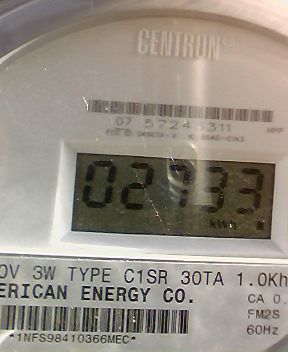 CENTRON®
07 57245311
02733
kWh
0V 3W TYPE C1SR 30TA 1.0Kh
ERICAN ENERGY CO.
CA 0.
FM2S
60Hz
*1NFS98410366MEC*